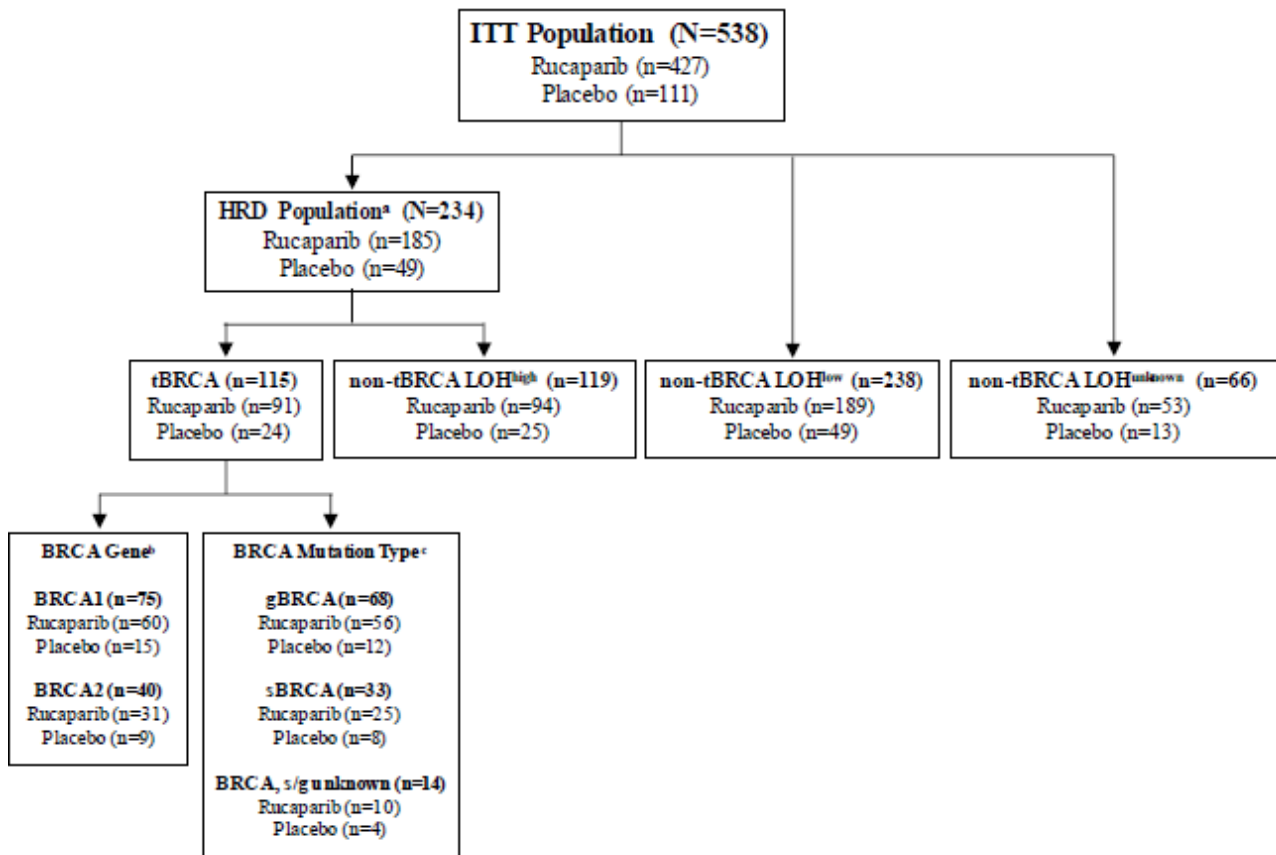 ITT Population (N=538)
Rucaparib (n=427)
Placebo (n=111)
HRD Populationᵃ (N=234)
Rucaparib (n=185)
Placebo (n=49)
tBRCA (n=115)
Rucaparib (n=91)
Placebo (n=24)
non-tBRCA LOHʰⁱᵍʰ (n=119)
Rucaparib (n=94)
Placebo (n=25)
non-tBRCA LOHˡᵒʷ (n=238)
Rucaparib (n=189)
Placebo (n=49)
non-tBRCA LOHᵘⁿᵏⁿᵒʷⁿ (n=66)
Rucaparib (n=53)
Placebo (n=13)
BRCA Geneᵇ
BRCA1 (n=75)
Rucaparib (n=60)
Placebo (n=15)
BRCA2 (n=40)
Rucaparib (n=31)
Placebo (n=9)
BRCA Mutation Typeᶜ
gBRCA (n=68)
Rucaparib (n=56)
Placebo (n=12)
sBRCA (n=33)
Rucaparib (n=25)
Placebo (n=8)
BRCA, s/g unknown (n=14)
Rucaparib (n=10)
Placebo (n=4)